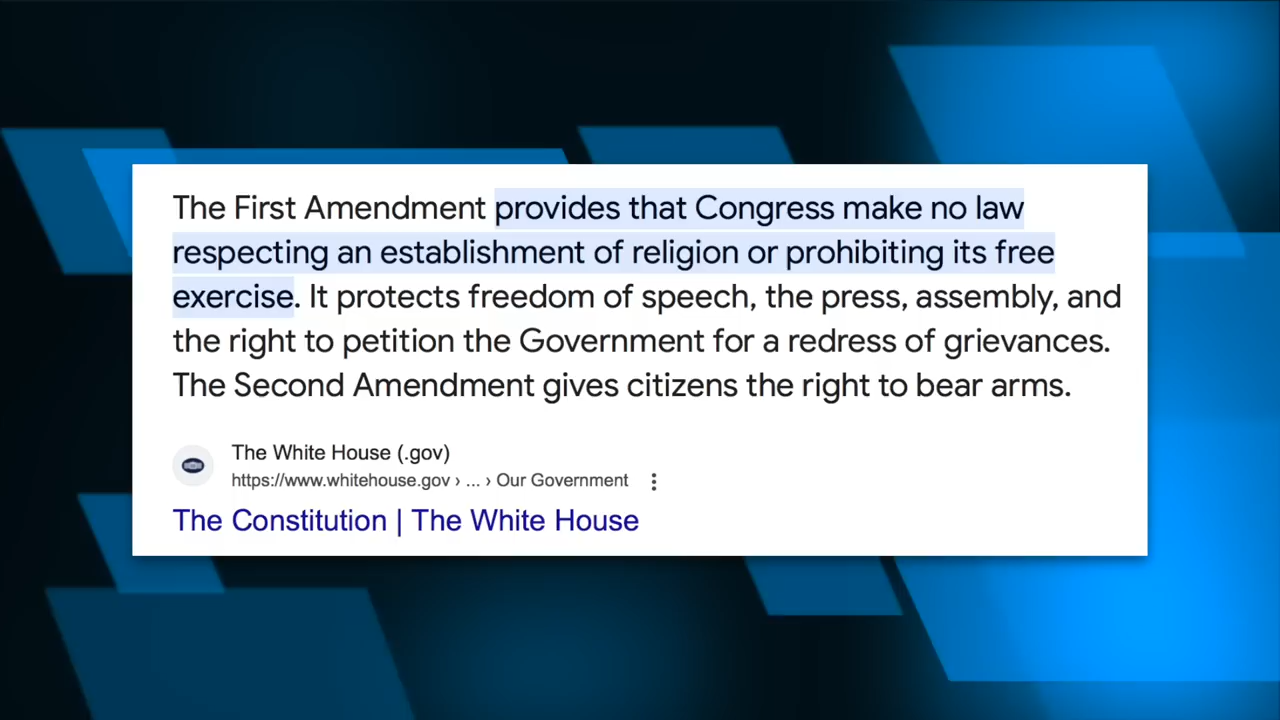 The First Amendment provides that Congress make no law
respecting an establishment of religion or prohibiting its free
exercise. It protects freedom of speech, the press, assembly, and
the right to petition the Government for a redress of grievances.
The Second Amendment gives citizens the right to bear arms.
The White House (.gov)
https://www.whitehouse.gov › ... › Our Government
The Constitution | The White House